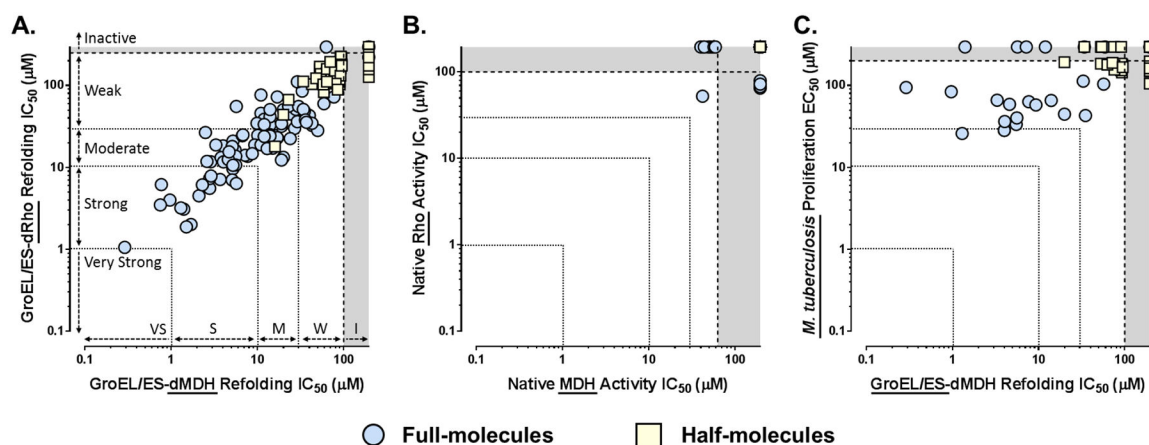 A.
GroEL/ES-dRho Refolding IC50 (μM)
Inactive
Weak
Moderate
Strong
Very Strong
100
10
1
0.1
VS S M W I
0.1 1 10 100
GroEL/ES-dMDH Refolding IC50 (μM)
B.
Native Rho Activity IC50 (μM)
100
10
1
0.1
0.1 1 10 100
Native MDH Activity IC50 (μM)
C.
M. tuberculosis Proliferation EC50 (μM)
100
10
1
0.1
0.1 1 10 100
GroEL/ES-dMDH Refolding IC50 (μM)
Full-molecules Half-molecules